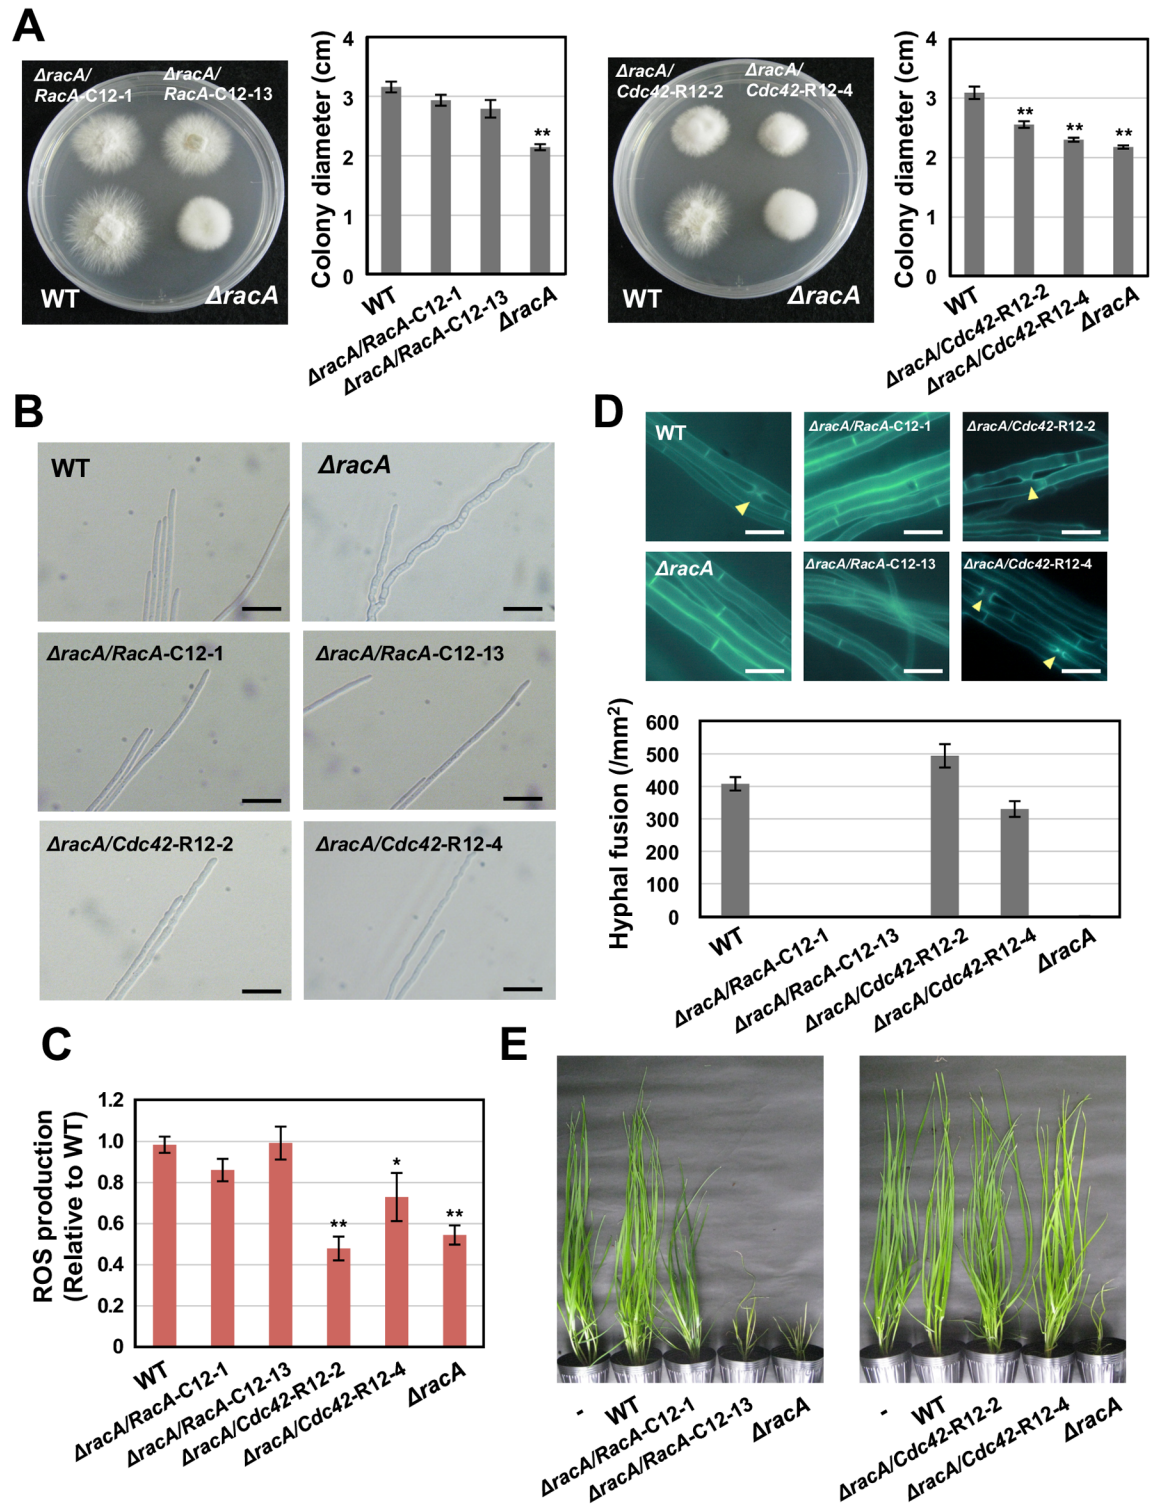 A
ΔracA/
RacA-C12-1
ΔracA/
RacA-C12-13
WT
ΔracA
Colony diameter (cm)
4
3
2
1
0
**
WT
ΔracA/RacA-C12-1
ΔracA/RacA-C12-13
ΔracA
ΔracA/
Cdc42-R12-2
ΔracA/
Cdc42-R12-4
WT
ΔracA
Colony diameter (cm)
4
3
2
1
0
**
**
**
WT
ΔracA/Cdc42-R12-2
ΔracA/Cdc42-R12-4
ΔracA
B
WT
ΔracA
ΔracA/RacA-C12-1
ΔracA/RacA-C12-13
ΔracA/Cdc42-R12-2
ΔracA/Cdc42-R12-4
D
WT
ΔracA/RacA-C12-1
ΔracA/Cdc42-R12-2
ΔracA
ΔracA/RacA-C12-13
ΔracA/Cdc42-R12-4
Hyphal fusion (/mm²)
600
500
400
300
200
100
0
WT
ΔracA/RacA-C12-1
ΔracA/RacA-C12-13
ΔracA/Cdc42-R12-2
ΔracA/Cdc42-R12-4
ΔracA
C
ROS production
(Relative to WT)
1.2
1.0
0.8
0.6
0.4
0.2
0
**
*
**
WT
ΔracA/RacA-C12-1
ΔracA/RacA-C12-13
ΔracA/Cdc42-R12-2
ΔracA/Cdc42-R12-4
ΔracA
E
-
WT
ΔracA/RacA-C12-1
ΔracA/RacA-C12-13
ΔracA
-
WT
ΔracA/Cdc42-R12-2
ΔracA/Cdc42-R12-4
ΔracA